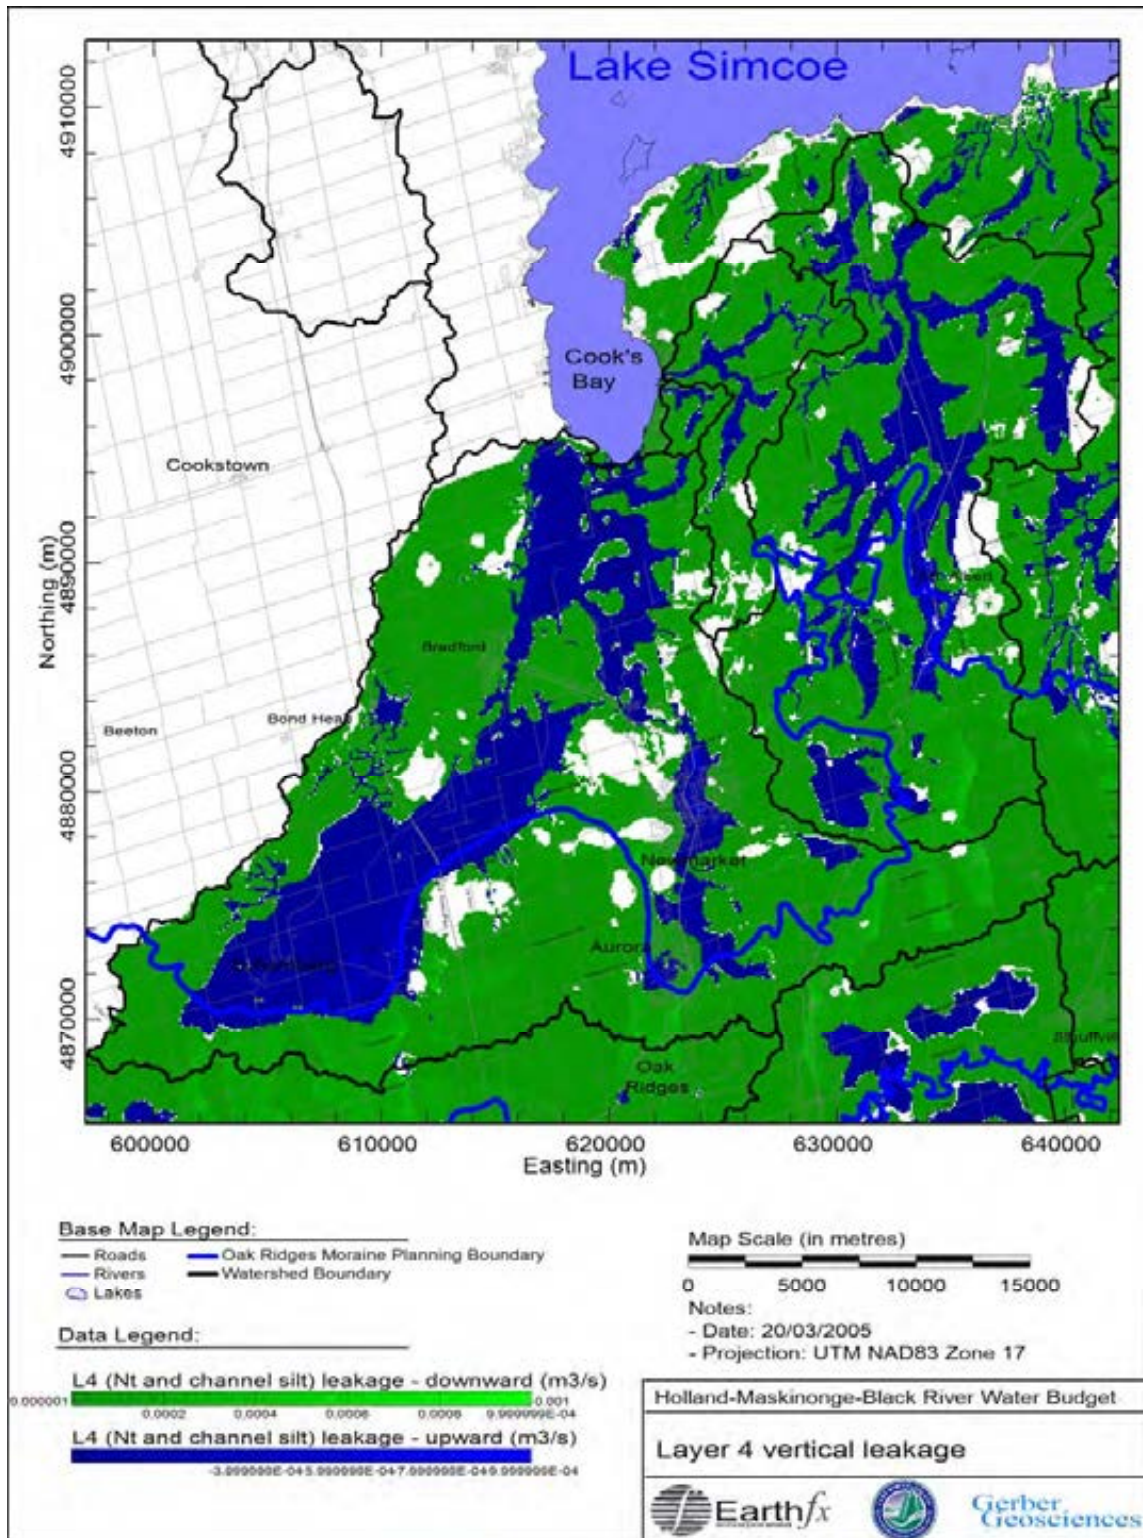 Lake Simcoe
4910000
4900000
Cook's
Bay
Cookstown
4890000
Northing (m)
Bradford
Bond Head
Beeton
4880000
Newmarket
Aurora
4870000
Oak
Ridges
600000 610000 620000 630000 640000
Easting (m)
Base Map Legend:
Roads
Oak Ridges Moraine Planning Boundary
Rivers
Watershed Boundary
Lakes
Map Scale (in metres)
0 5000 10000 15000
Notes:
- Date: 20/03/2005
- Projection: UTM NAD83 Zone 17
Data Legend:
L4 (Nt and channel silt) leakage - downward (m3/s)
0.000001 0.001
0.0002 0.0004 0.0006 0.0008 9.999999E-04
L4 (Nt and channel silt) leakage - upward (m3/s)
Holland-Maskinonge-Black River Water Budget
Layer 4 vertical leakage
Earthfx
Gerber
Geosciences